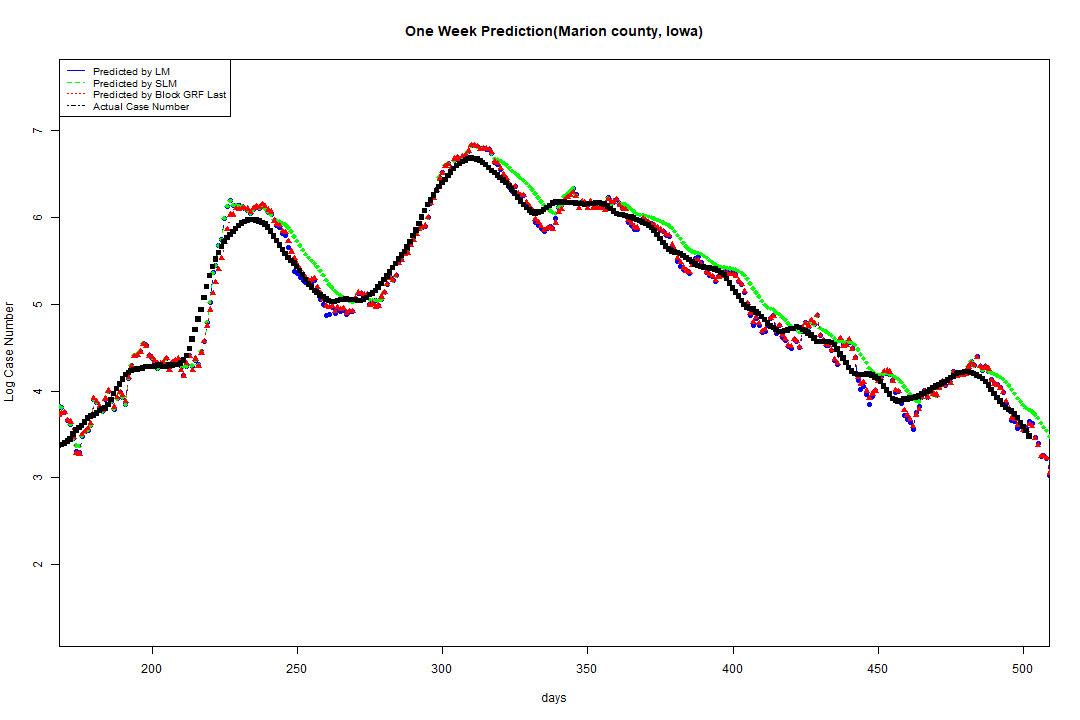 One Week Prediction(Marion county, Iowa)
Predicted by LM
Predicted by SLM
Predicted by Block GRF Last
Actual Case Number
7
6
5
4
3
2
Log Case Number
200 250 300 350 400 450 500
days